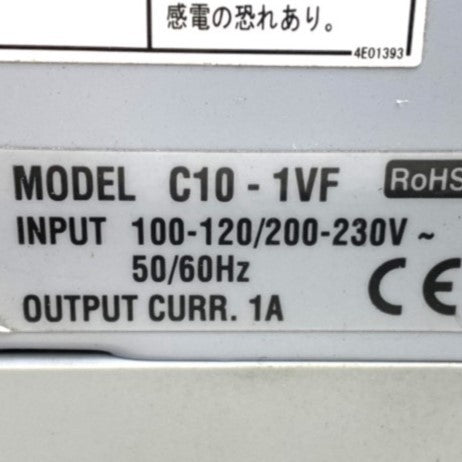 感電の恐れあり。
4E01393
MODEL C10 - 1VF RoHS
INPUT 100-120/200-230V ~
50/60Hz
OUTPUT CURR. 1A CE